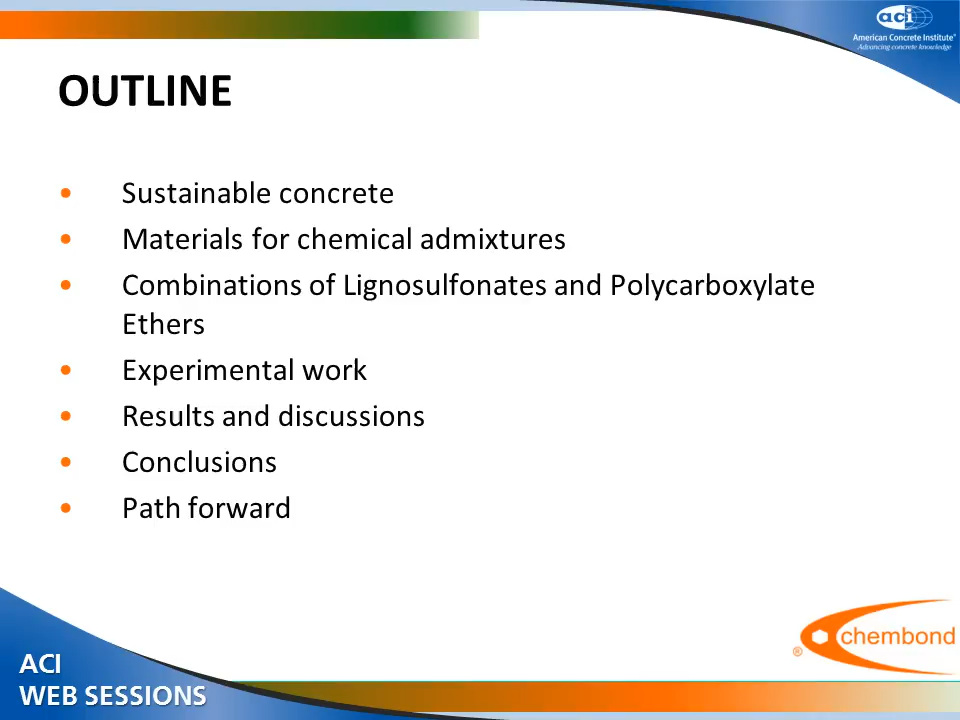 aci
American Concrete Institute®
Advancing concrete knowledge
OUTLINE
• Sustainable concrete
• Materials for chemical admixtures
• Combinations of Lignosulfonates and Polycarboxylate
Ethers
• Experimental work
• Results and discussions
• Conclusions
• Path forward
® chembond
ACI
WEB SESSIONS